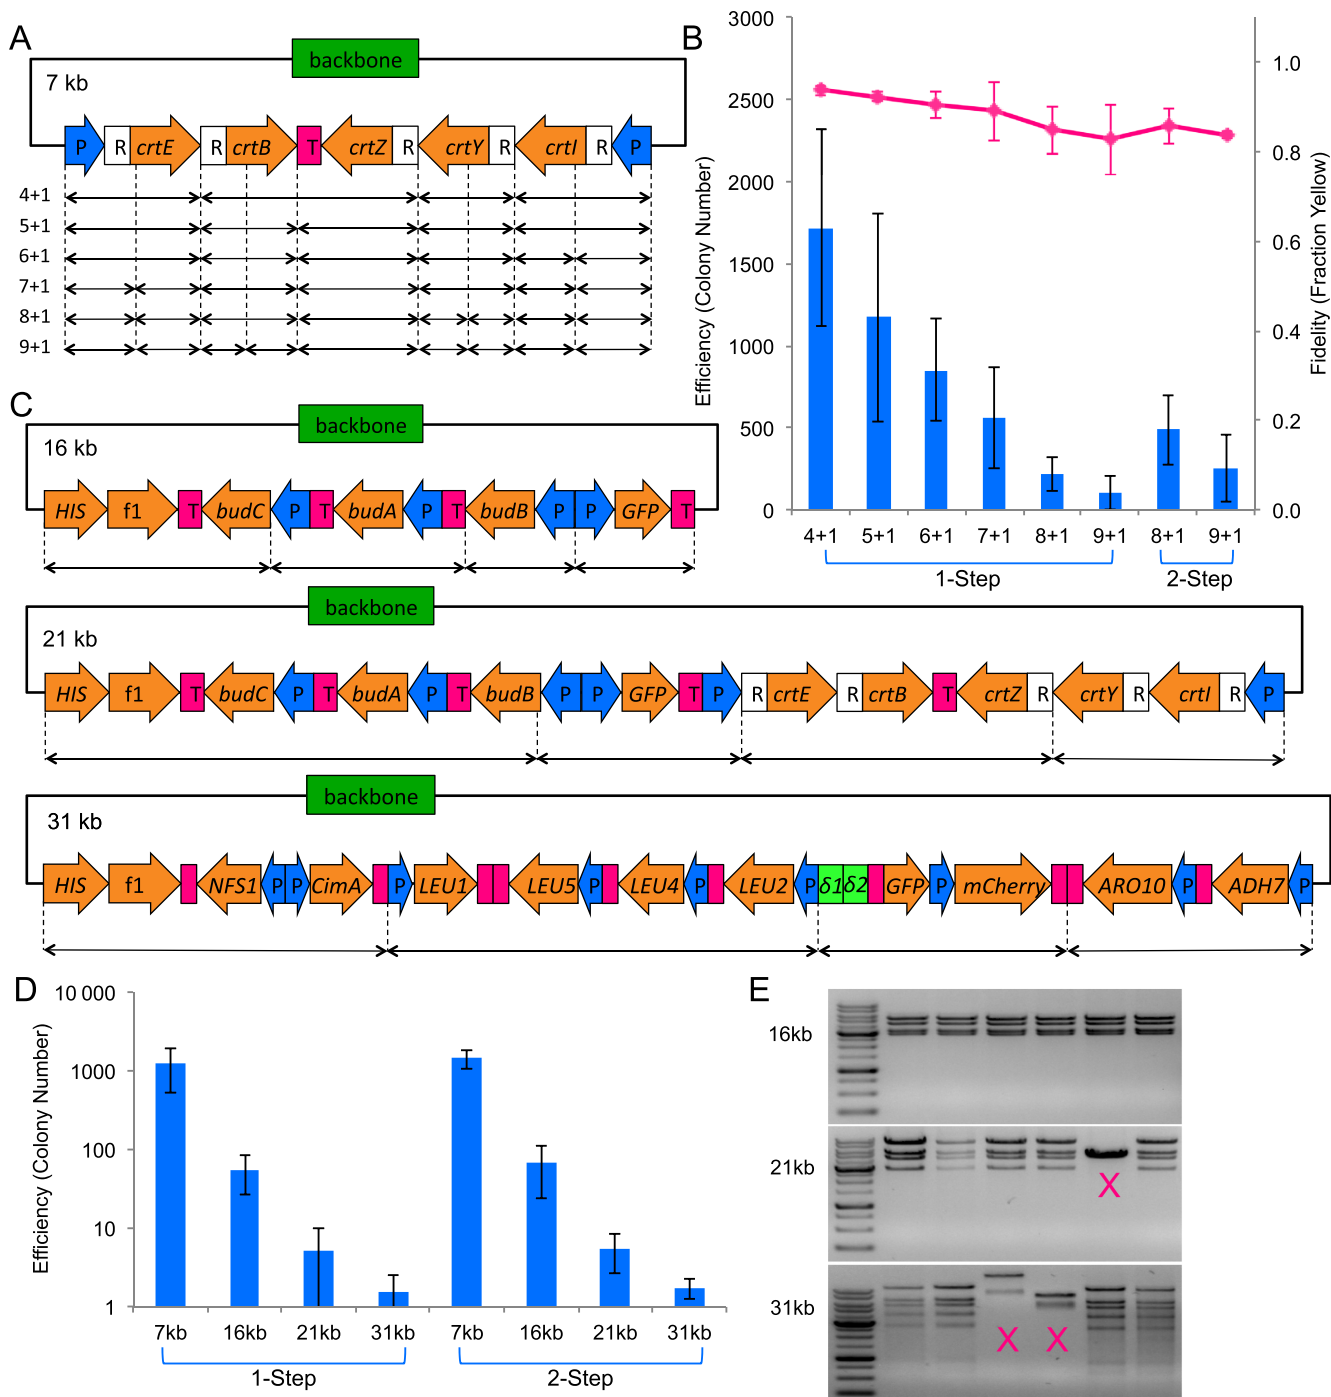 A
backbone
7 kb
P R crtE R crtB T crtZ R crtY R crtI R P
4+1
5+1
6+1
7+1
8+1
9+1
B
3000
2500
2000
1500
1000
500
0
Efficiency (Colony Number)
1.0
0.8
0.6
0.4
0.2
0.0
Fidelity (Fraction Yellow)
4+1 5+1 6+1 7+1 8+1 9+1 8+1 9+1
1-Step 2-Step
C
backbone
16 kb
HIS f1 T budC P T budA P T budB P P GFP T
backbone
21 kb
HIS f1 T budC P T budA P T budB P P GFP T P R crtE R crtB T crtZ R crtY R crtI R P
backbone
31 kb
HIS f1 NFS1 P P CimA P LEU1 LEU5 P LEU4 P LEU2 P δ1 δ2 GFP P mCherry ARO10 P ADH7 P
D
10 000
1000
100
10
1
Efficiency (Colony Number)
7kb 16kb 21kb 31kb 7kb 16kb 21kb 31kb
1-Step 2-Step
E
16kb
21kb
X
31kb
X X